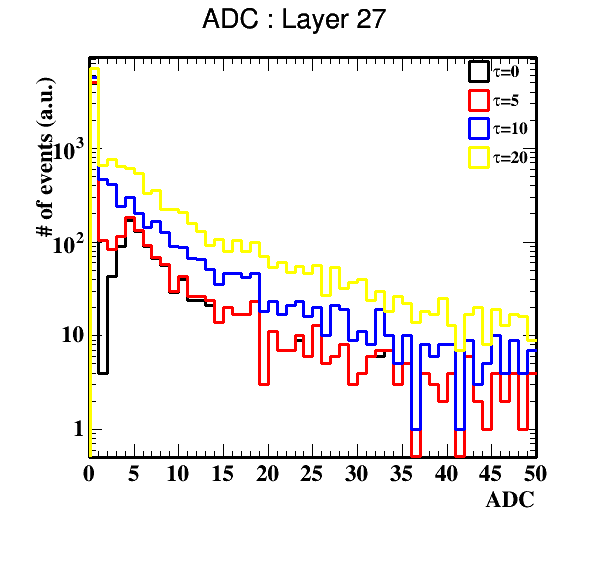 ADC : Layer 27
# of events (a.u.)
10³
10²
10
1
τ=0
τ=5
τ=10
τ=20
0 5 10 15 20 25 30 35 40 45 50
ADC